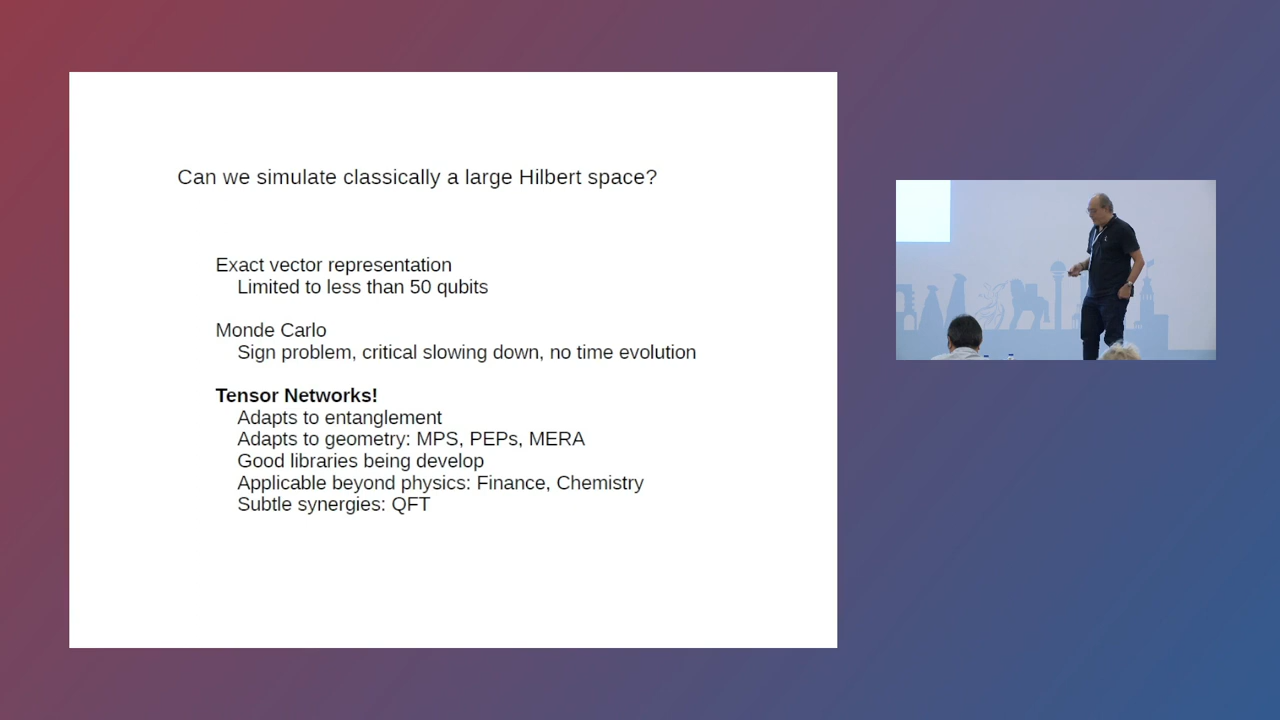 Can we simulate classically a large Hilbert space?
Exact vector representation
Limited to less than 50 qubits
Monde Carlo
Sign problem, critical slowing down, no time evolution
Tensor Networks!
Adapts to entanglement
Adapts to geometry: MPS, PEPs, MERA
Good libraries being develop
Applicable beyond physics: Finance, Chemistry
Subtle synergies: QFT